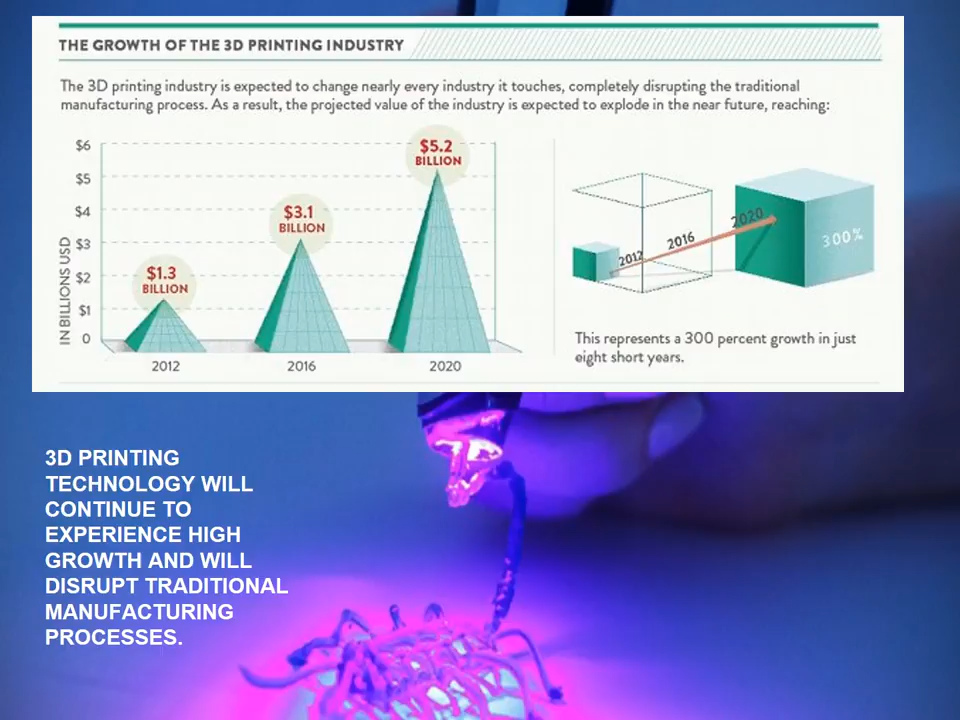 THE GROWTH OF THE 3D PRINTING INDUSTRY
The 3D printing industry is expected to change nearly every industry it touches, completely disrupting the traditional
manufacturing process. As a result, the projected value of the industry is expected to explode in the near future, reaching:
IN BILLIONS USD
$6
$5
$4
$3
$2
$1
0
$1.3
BILLION
$3.1
BILLION
$5.2
BILLION
2012
2016
2020
2012
2016
2020
300%
This represents a 300 percent growth in just
eight short years.
3D PRINTING
TECHNOLOGY WILL
CONTINUE TO
EXPERIENCE HIGH
GROWTH AND WILL
DISRUPT TRADITIONAL
MANUFACTURING
PROCESSES.